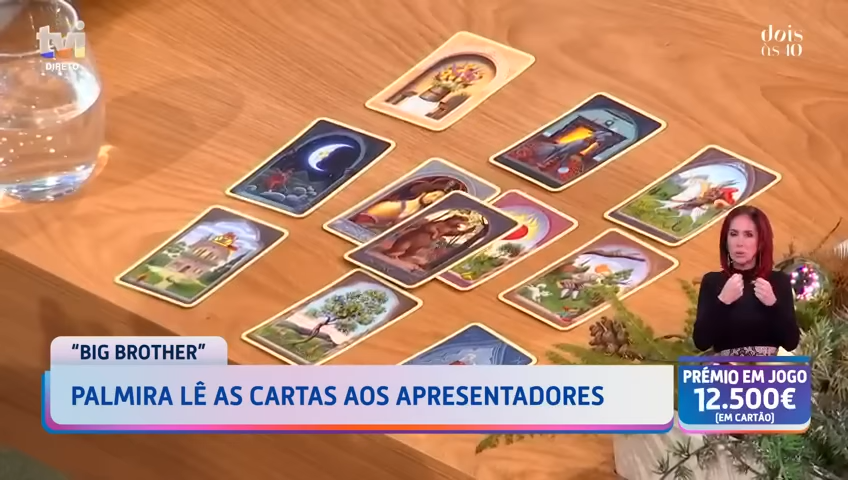 tvi
DIRETO
dois
às 10
"BIG BROTHER"
PALMIRA LÊ AS CARTAS AOS APRESENTADORES
PRÉMIO EM JOGO
12.500€
[EM CARTÃO]